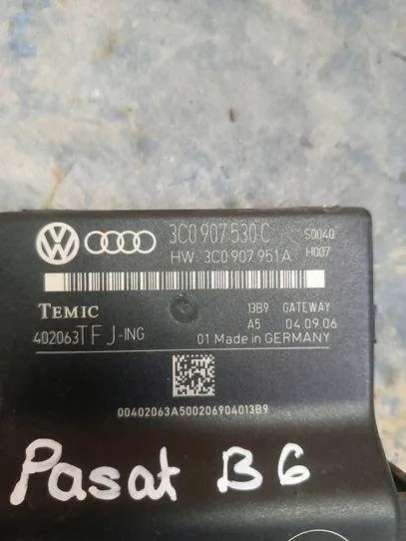 3C0 907 530 C S0040
HW 3C0 907 951 A H007
TEMIC 13B9 GATEWAY
A5 04.09.06
402063TFJ-ING 01 Made in GERMANY
00402063A500206904013B9
Pasat B6